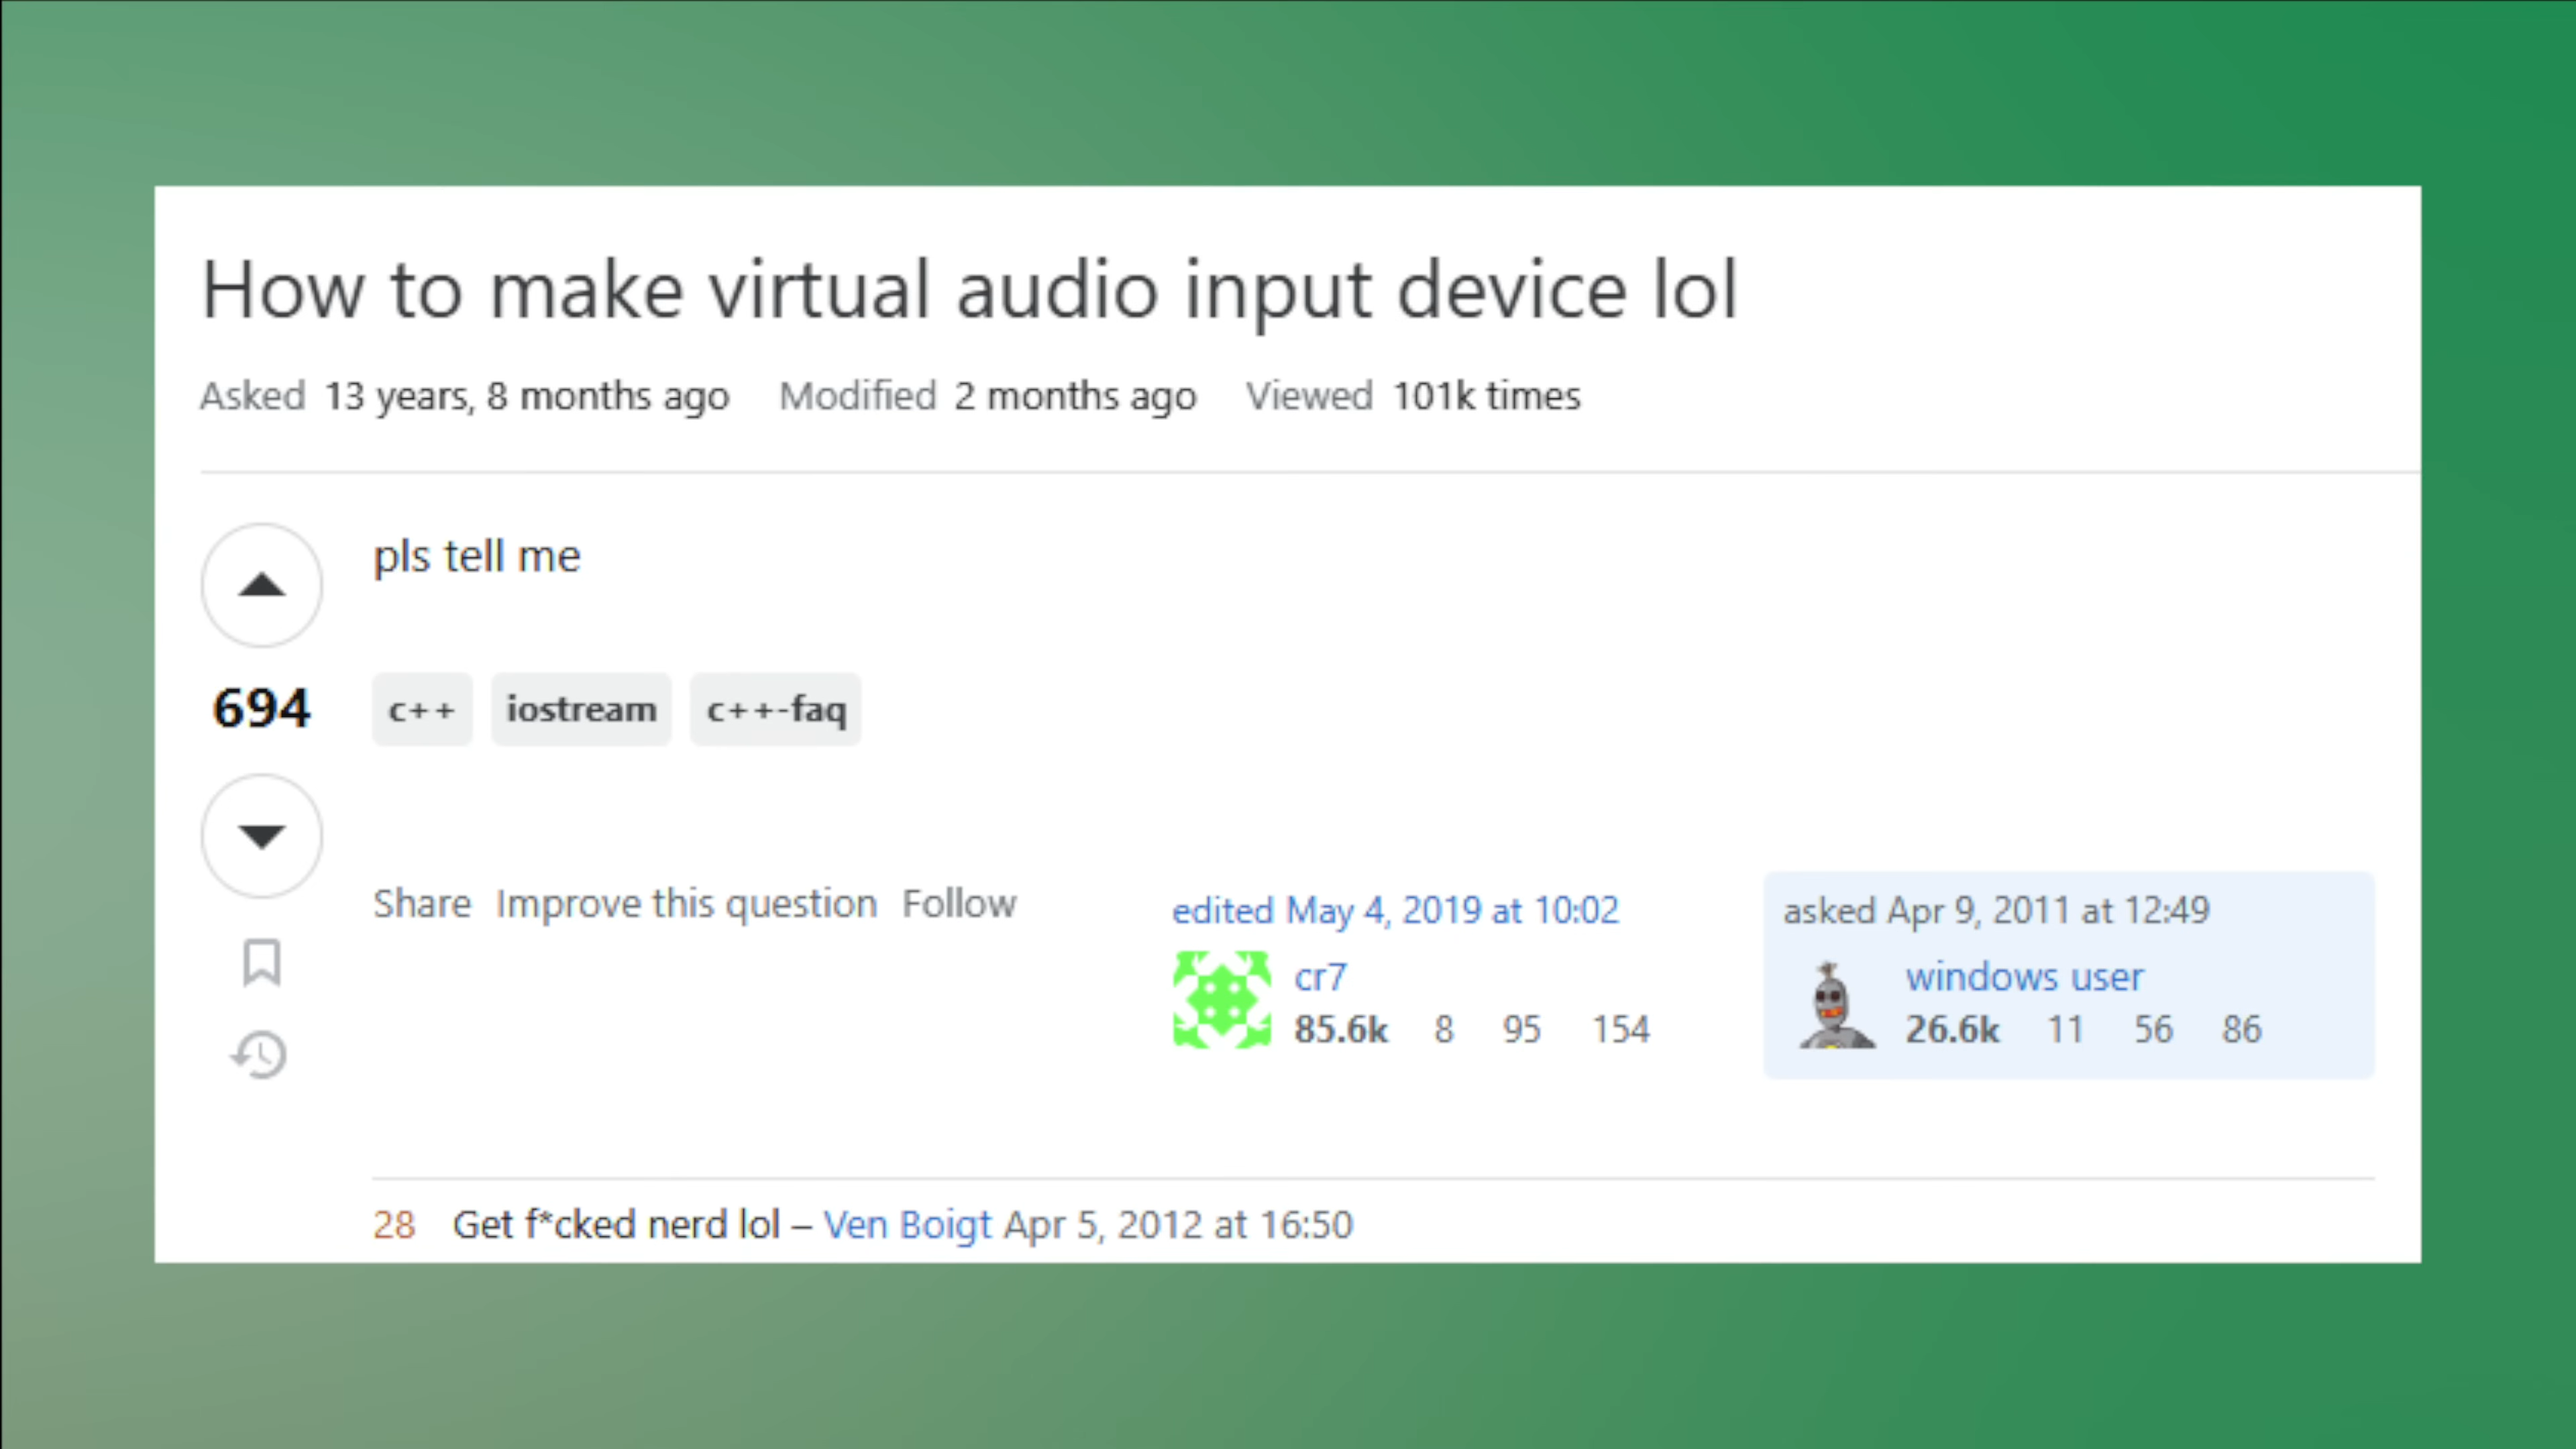 How to make virtual audio input device lol
Asked 13 years, 8 months ago Modified 2 months ago Viewed 101k times
pls tell me
694
c++ iostream c++-faq
Share Improve this question Follow
edited May 4, 2019 at 10:02
cr7
85.6k 8 95 154
asked Apr 9, 2011 at 12:49
windows user
26.6k 11 56 86
28 Get f*cked nerd lol – Ven Boigt Apr 5, 2012 at 16:50